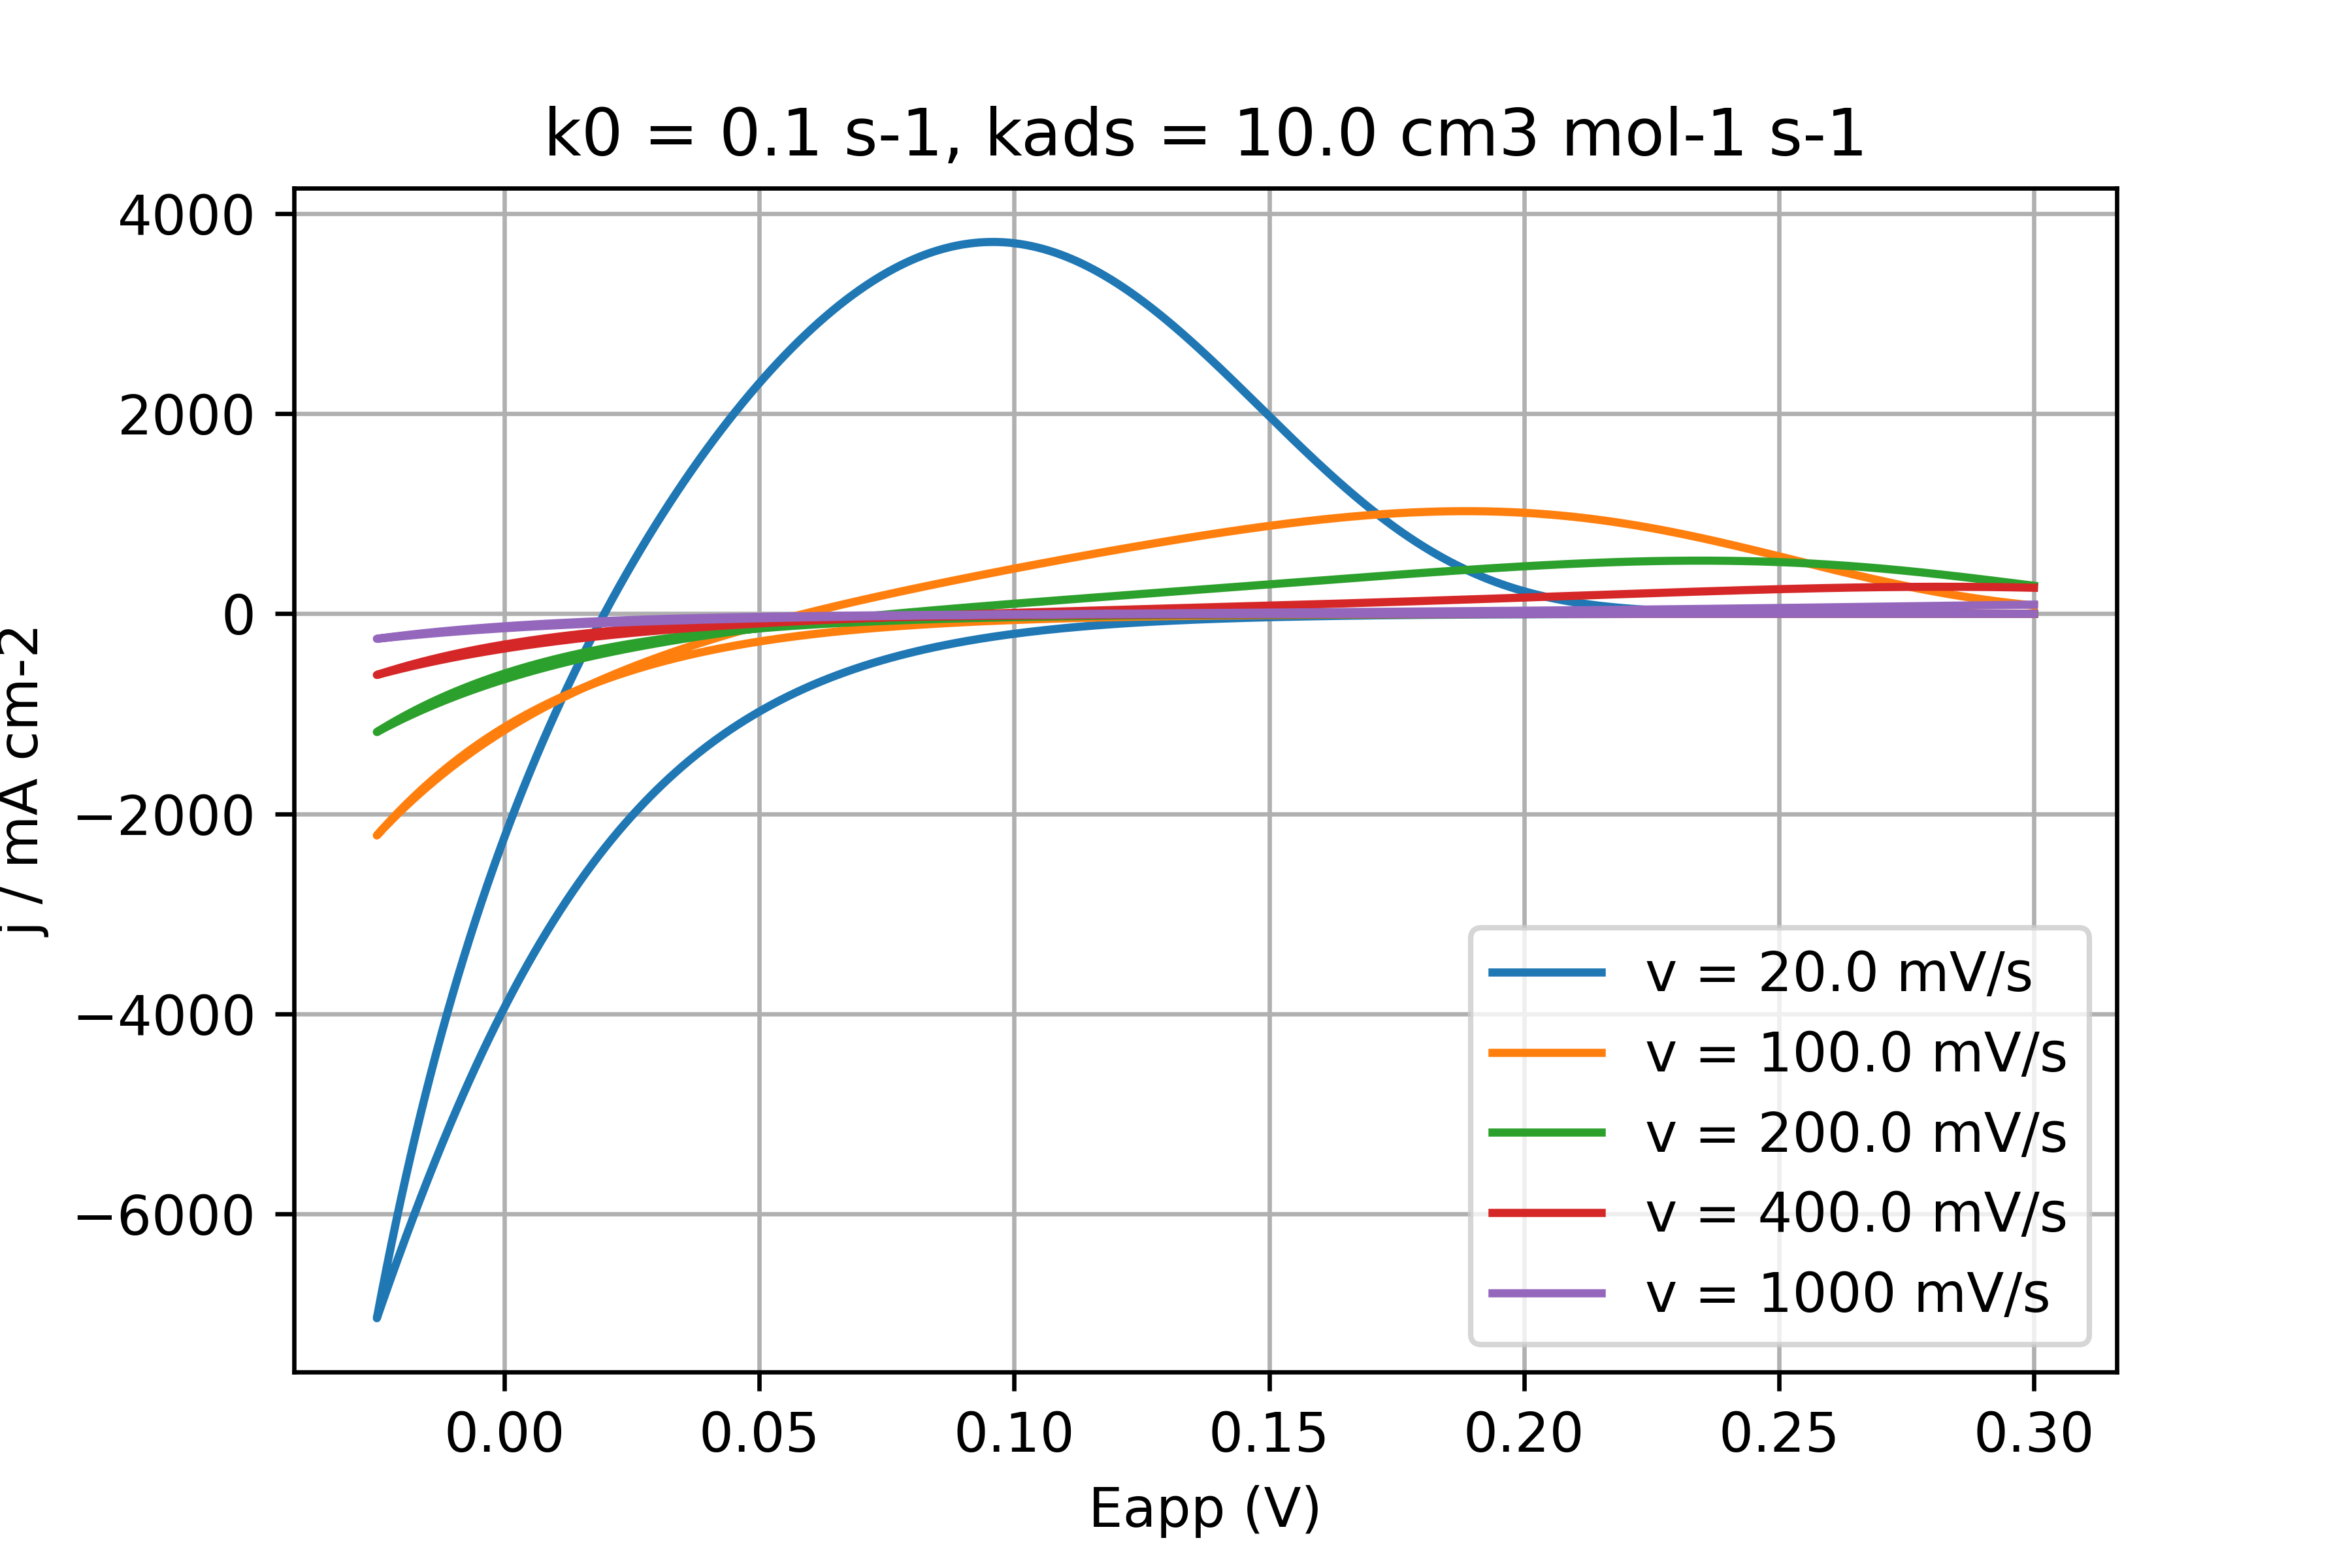 k0 = 0.1 s-1, kads = 10.0 cm3 mol-1 s-1
4000
2000
0
−2000
−4000
−6000
j / mA cm-2
0.00 0.05 0.10 0.15 0.20 0.25 0.30
Eapp (V)
v = 20.0 mV/s
v = 100.0 mV/s
v = 200.0 mV/s
v = 400.0 mV/s
v = 1000 mV/s